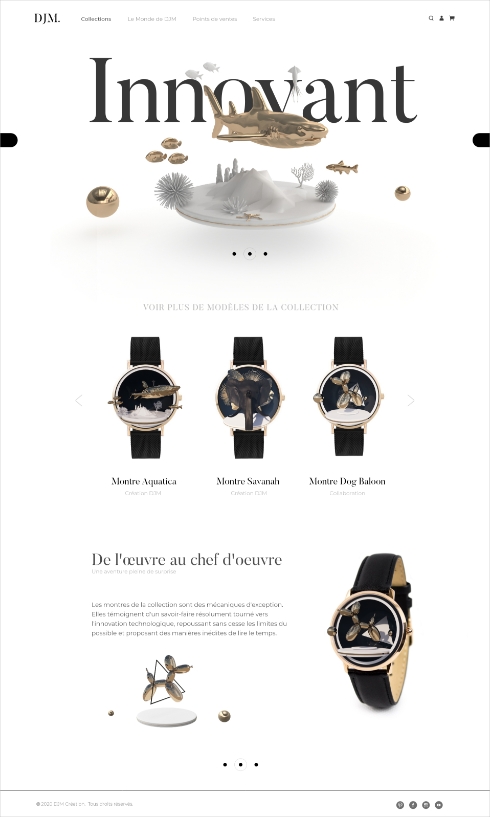 DJM.
Collections
Le Monde de DJM
Points de ventes
Services
Innovant
VOIR PLUS DE MODÈLES DE LA COLLECTION
Montre Aquatica
Création DJM
Montre Savanah
Création DJM
Montre Dog Baloon
Collaboration
De l'œuvre au chef d'oeuvre
Les montres de la collection sont des mécaniques d'exception.
Elles témoignent d'un savoir-faire résolument tourné vers
l'innovation technologique, repoussant sans cesse les limites du
possible et proposant des manières inédites de lire le temps.
© 2020 DJM Création. Tous droits réservés.